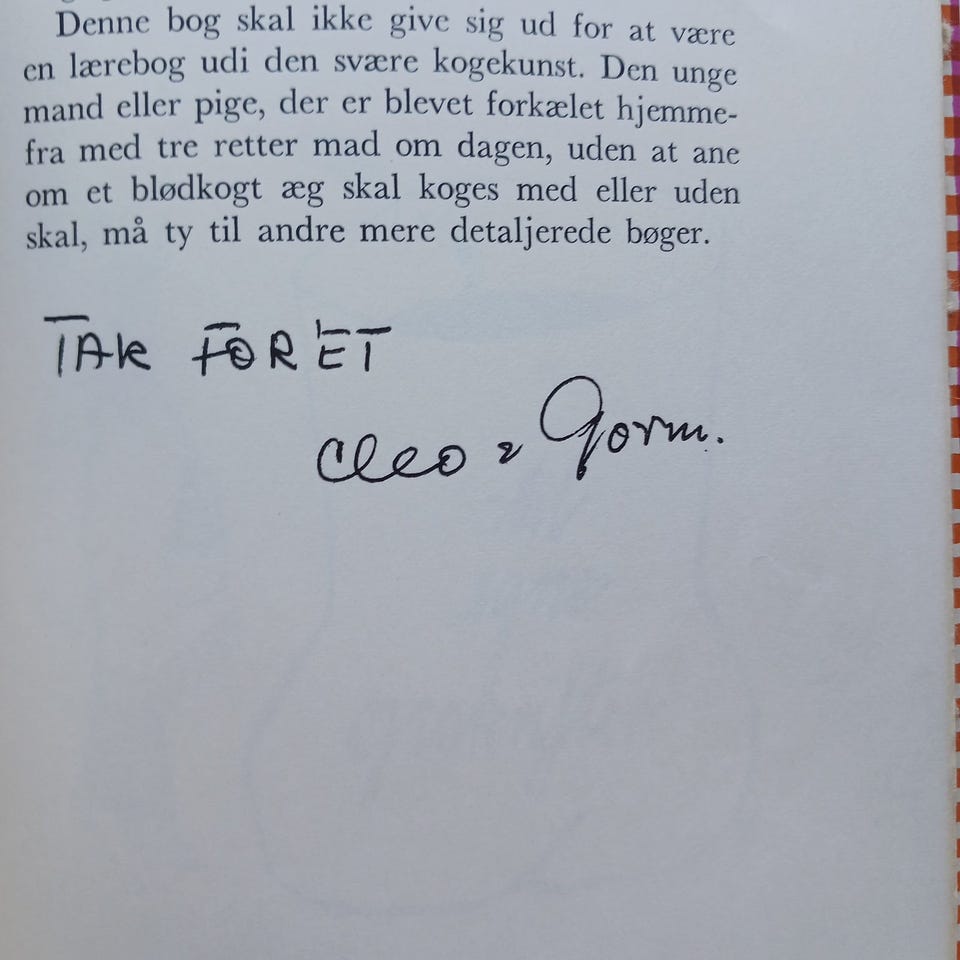 Denne bog skal ikke give sig ud for at være
en lærebog udi den svære kogekunst. Den unge
mand eller pige, der er blevet forkælet hjemme-
fra med tre retter mad om dagen, uden at ane
om et blødkogt æg skal koges med eller uden
skal, må ty til andre mere detaljerede bøger.
TAK FORET
Cleo & Gorm.